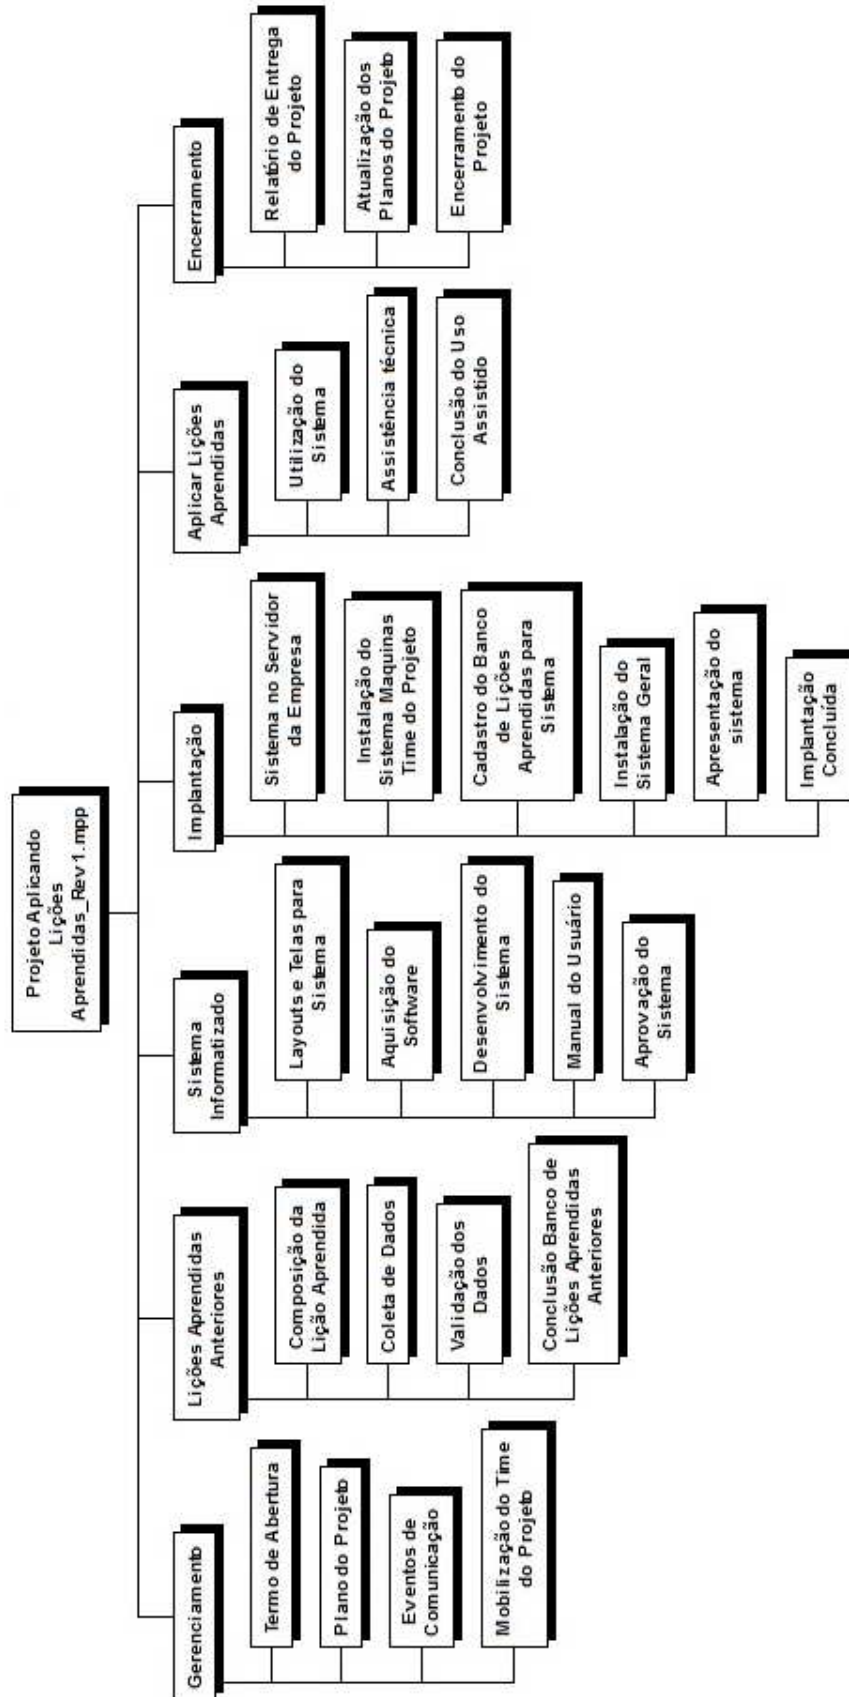 Projeto Aplicando
Lições
Aprendidas_Rev1.mpp
Gerenciamento
Termo de Abertura
Plano do Projeto
Eventos de
Comunicação
Mobilização do Time
do Projeto
Lições Aprendidas
Anteriores
Composição da
Lição Aprendida
Coleta de Dados
Validação dos
Dados
Conclusão Banco de
Lições Aprendidas
Anteriores
Sistema
Informatizado
Layouts e Telas para
Sistema
Aquisição do
Software
Desenvolvimento do
Sistema
Manual do Usuário
Aprovação do
Sistema
Implantação
Sistema no Servidor
da Empresa
Instalação do
Sistema Maquinas
Time do Projeto
Cadastro do Banco
de Lições
Aprendidas para
Sistema
Instalação do
Sistema Geral
Apresentação do
sistema
Implantação
Concluída
Aplicar Lições
Aprendidas
Utilização do
Sistema
Assistência técnica
Conclusão do Uso
Assistido
Encerramento
Relatório de Entrega
do Projeto
Atualização dos
Planos do Projeto
Encerramento do
Projeto